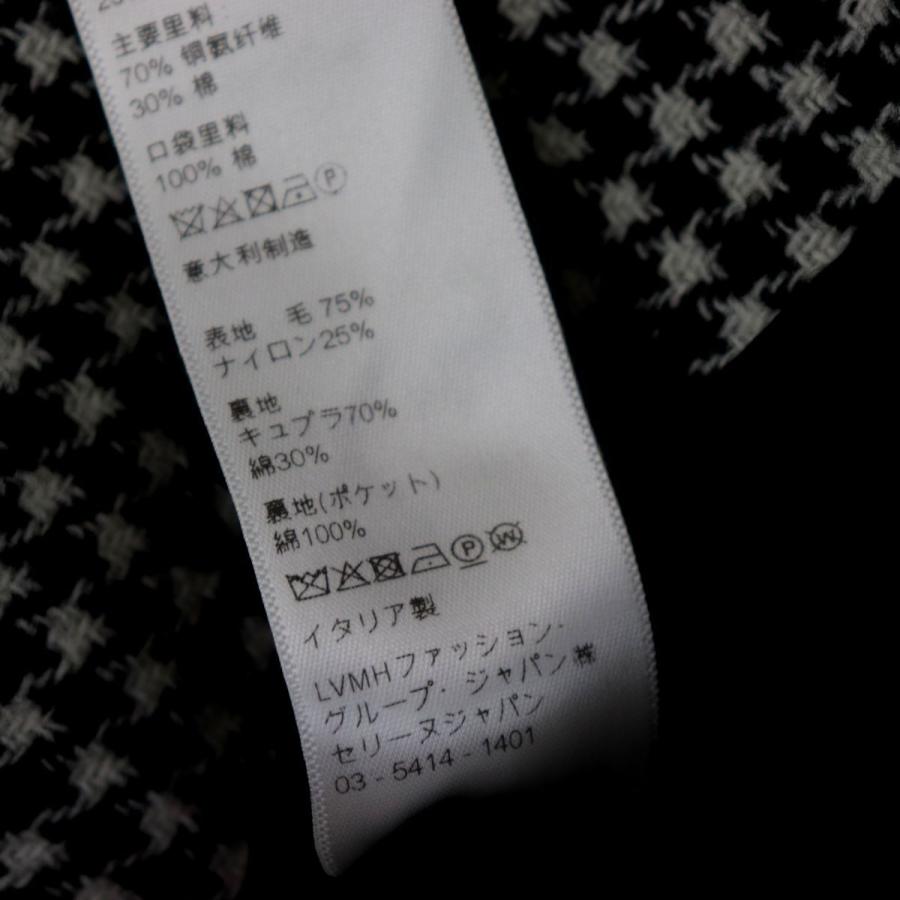 主要里料
70% 铜氨纤维
30% 棉
口袋里料
100% 棉
P
意大利制造
表地 毛 75%
ナイロン25%
裏地
キュプラ70%
綿30%
裏地(ポケット)
綿100%
P W
イタリア製
LVMHファッション・
グループ・ジャパン㈱
セリーヌジャパン
03 - 5414 - 1401